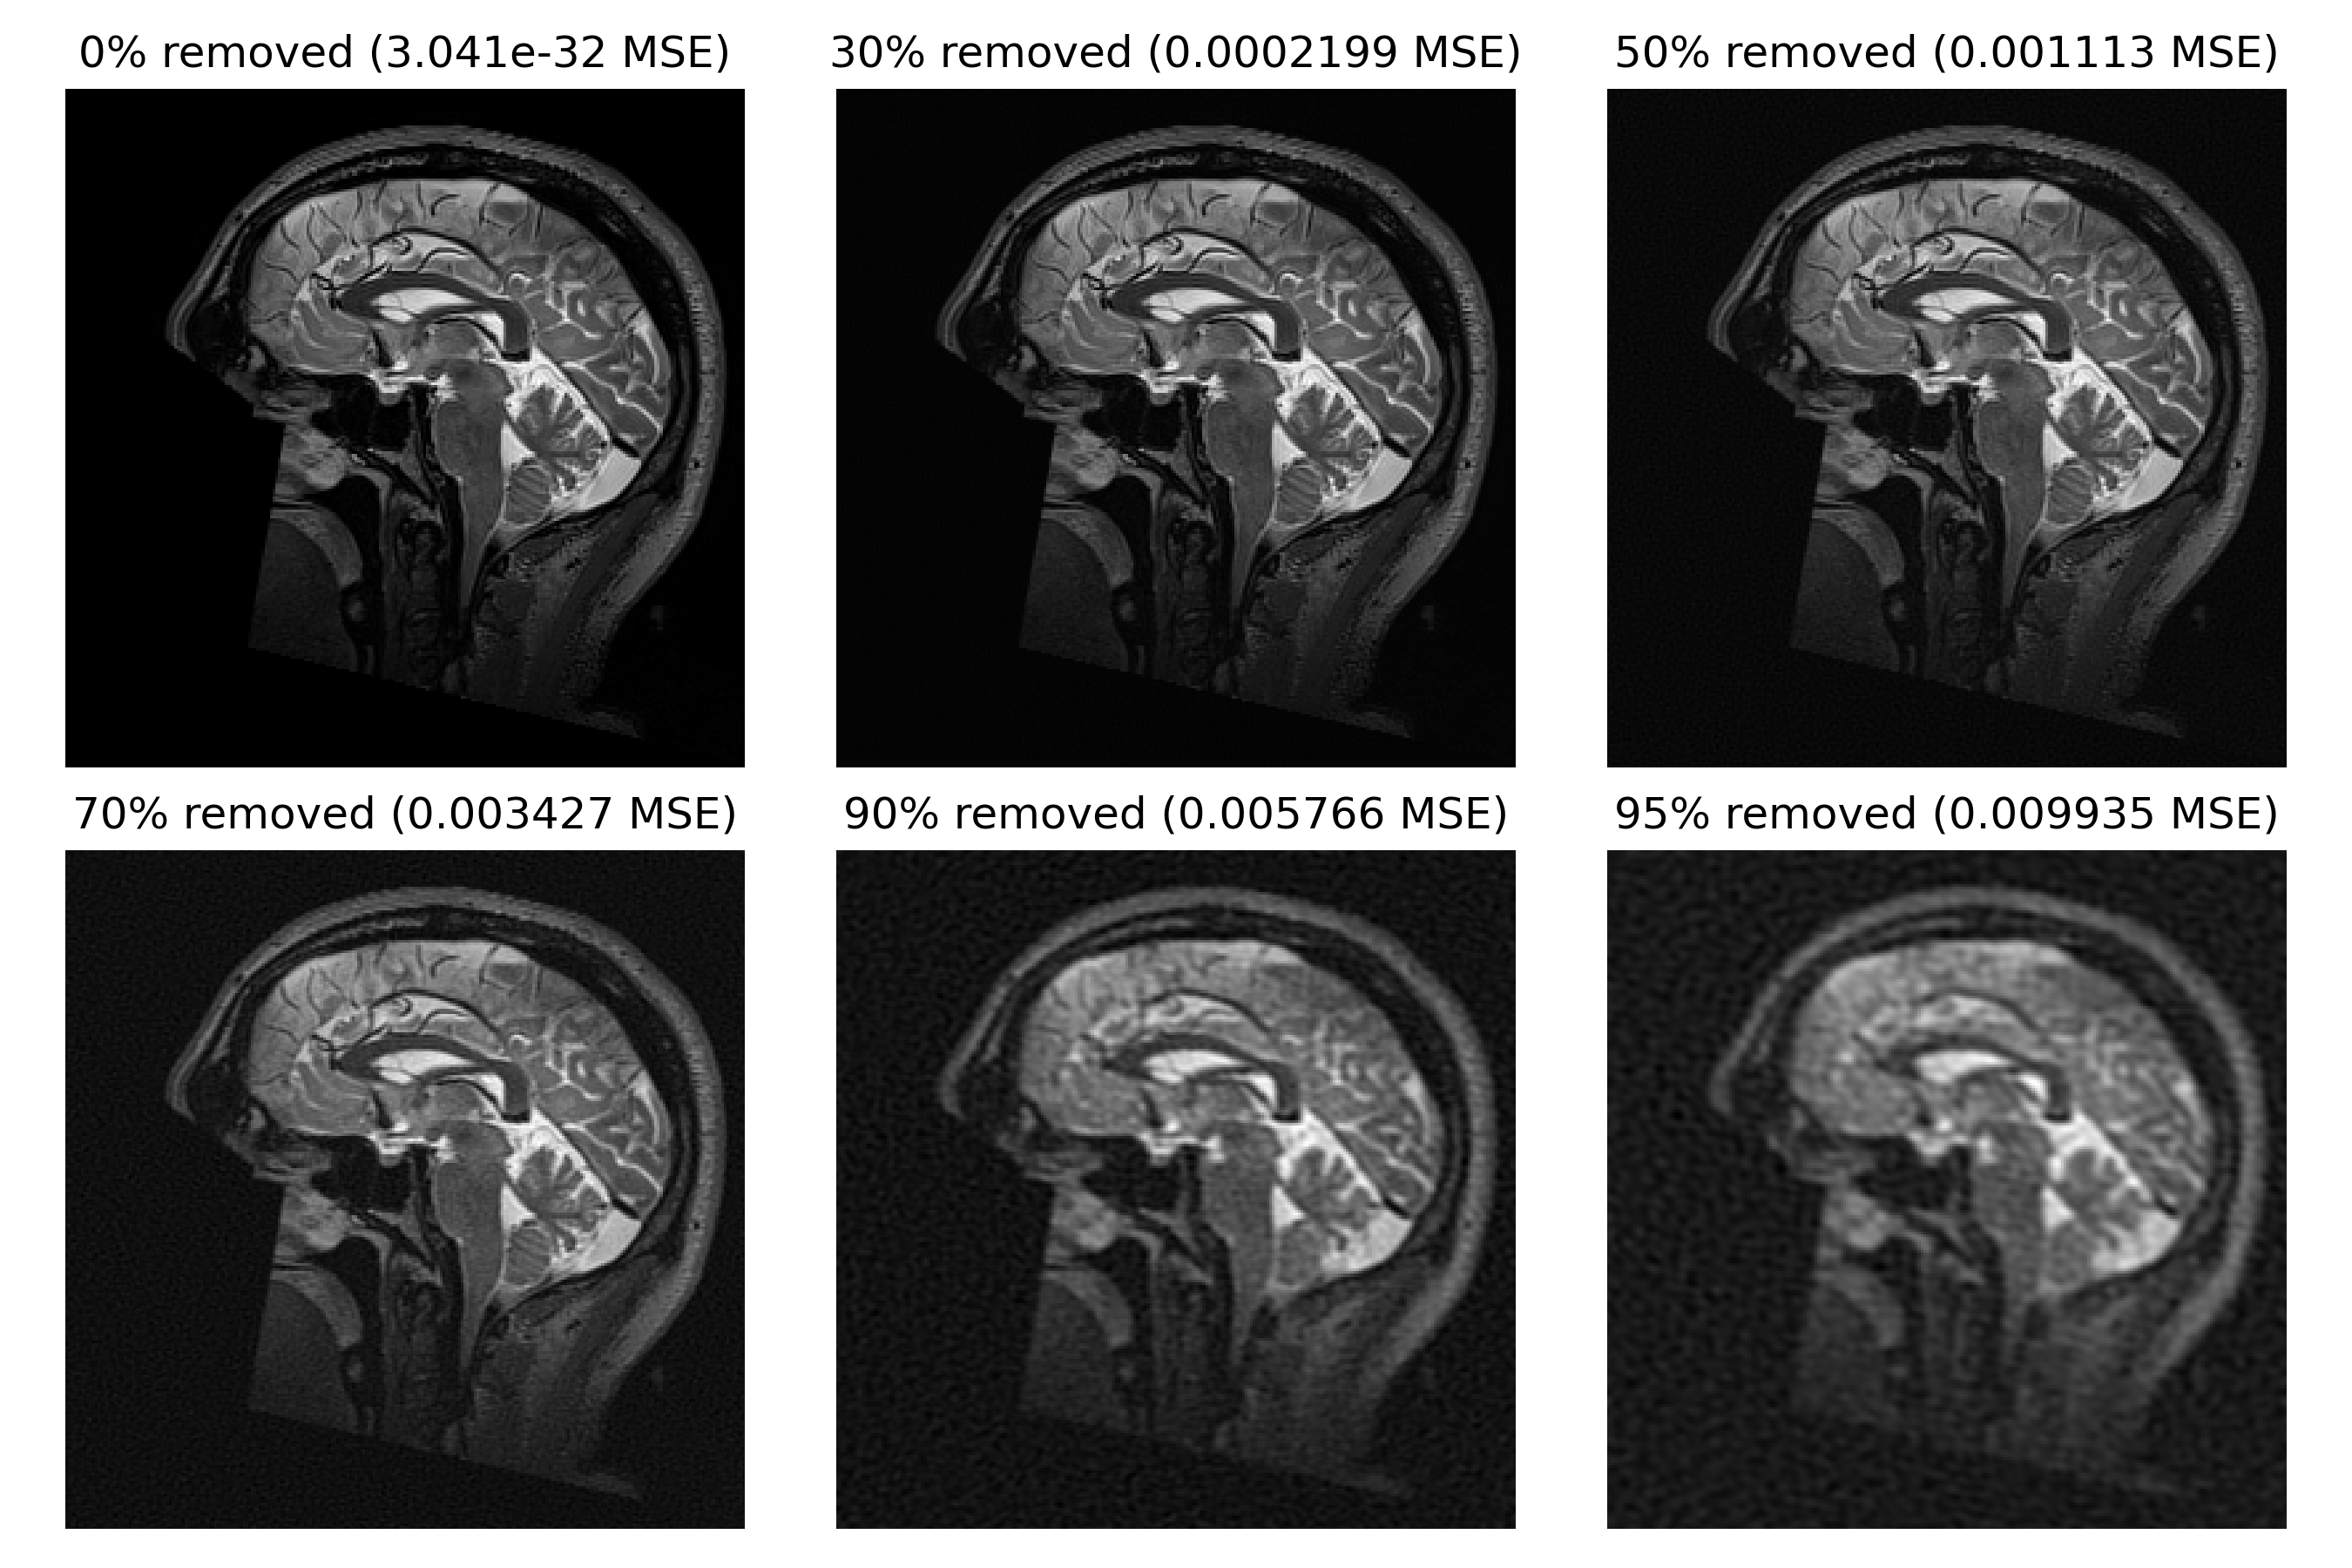 0% removed (3.041e-32 MSE)
30% removed (0.0002199 MSE)
50% removed (0.001113 MSE)
70% removed (0.003427 MSE)
90% removed (0.005766 MSE)
95% removed (0.009935 MSE)